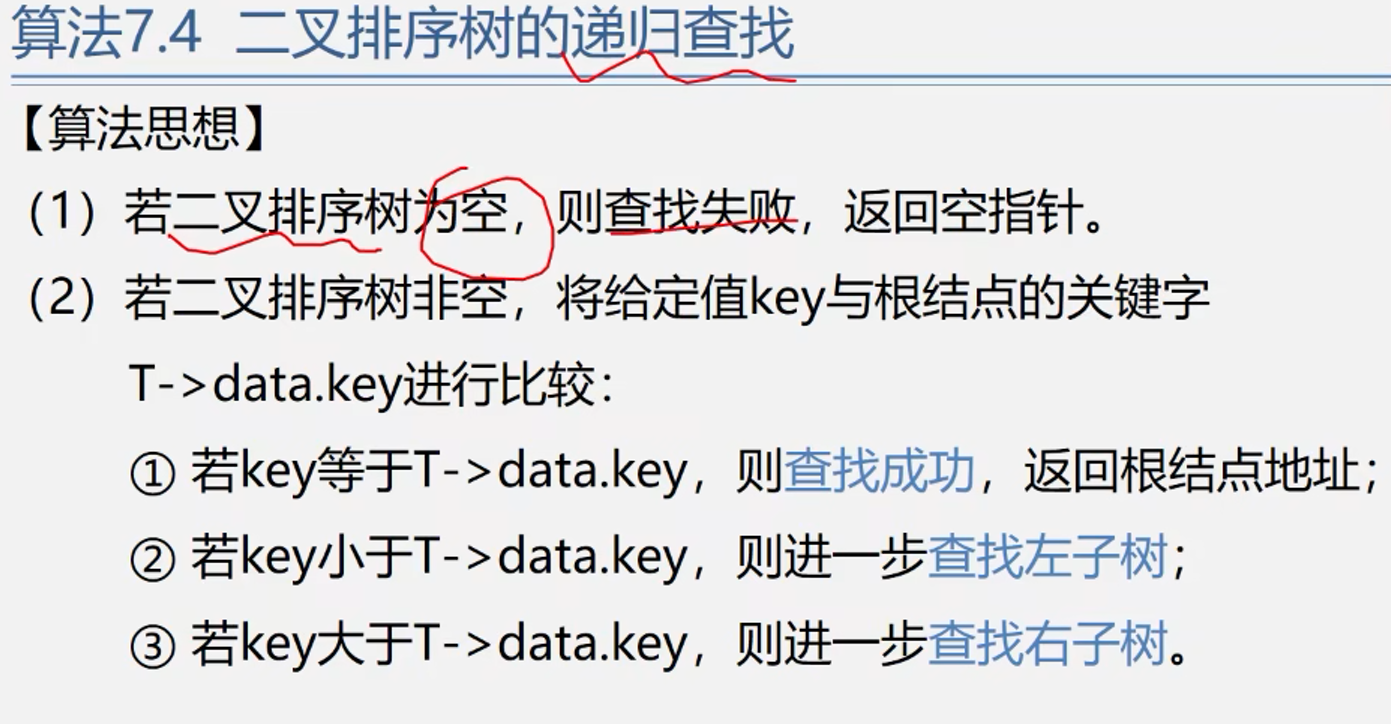 算法7.4 二叉排序树的递归查找
【算法思想】
（1）若二叉排序树为空，则查找失败，返回空指针。
（2）若二叉排序树非空，将给定值key与根结点的关键字
T->data.key进行比较：
① 若key等于T->data.key，则查找成功，返回根结点地址；
② 若key小于T->data.key，则进一步查找左子树；
③ 若key大于T->data.key，则进一步查找右子树。